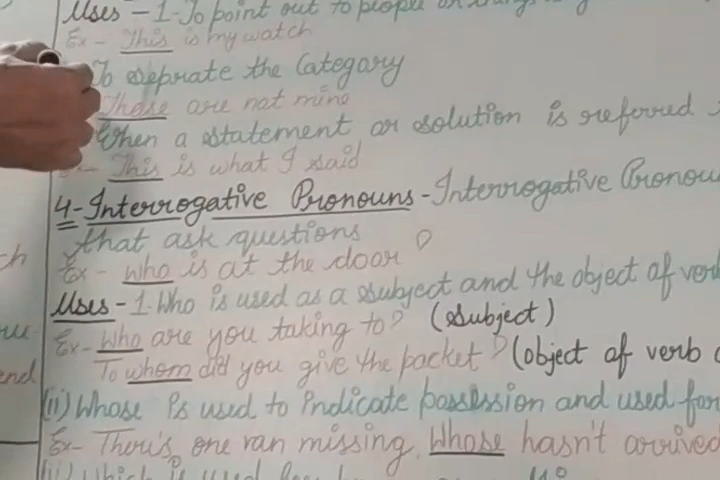 Uses - 1. To point out to people or things
Ex - This is my watch
To seprate the Category
These are not mine
When a statement or solution is referred
This is what I said
4- Interrogative Pronouns - Interrogative Pronou
that ask questions
Ex - who is at the door ?
Uses - 1. Who is used as a subject and the object of verb
Ex - Who are you taking to? (Subject)
To whom did you give the packet? (object of verb
(ii) Whose is used to indicate possession and used for
Ex - There's one ran missing. Whose hasn't arrived